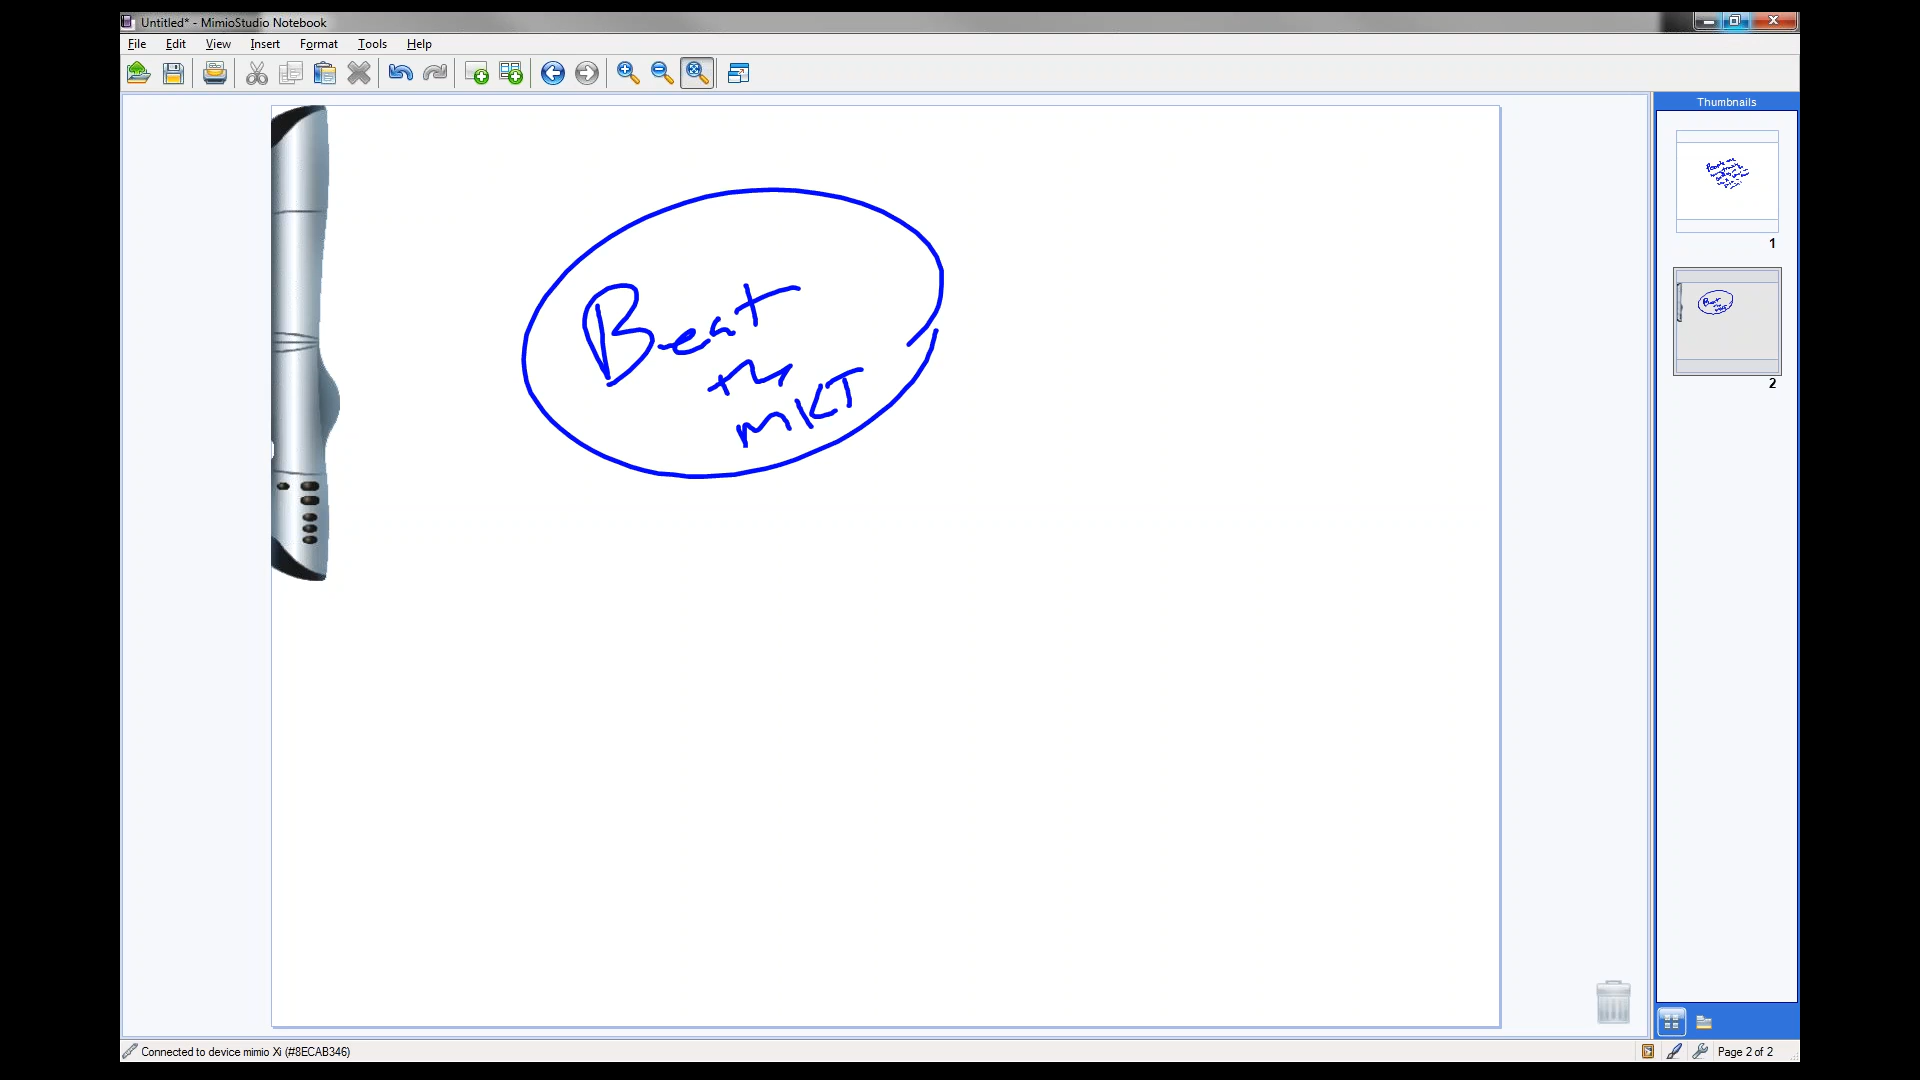 Untitled* - MimioStudio Notebook
File Edit View Insert Format Tools Help
Thumbnails
Beat
the
MKT
1
2
Connected to device mimio Xi (#8ECAB346)
Page 2 of 2